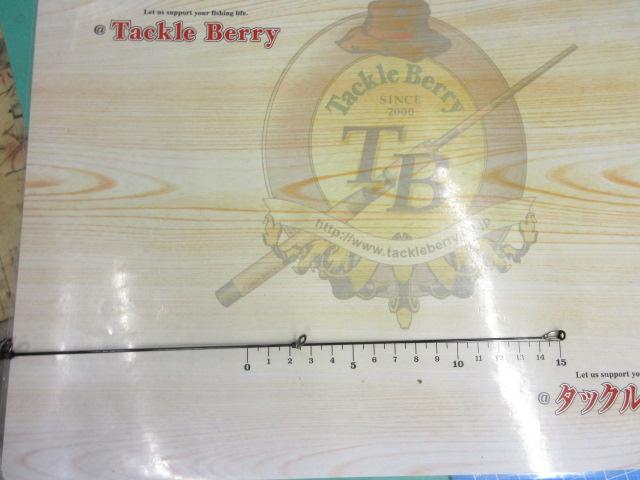 Let us support your fishing life.
@ Tackle Berry
Tackle Berry
SINCE
2000
TB
http://www.tackleberry.
0 1 2 3 4 5 6 7 8 9 10 11 12 13 14 15
Let us support yo
@ タックル